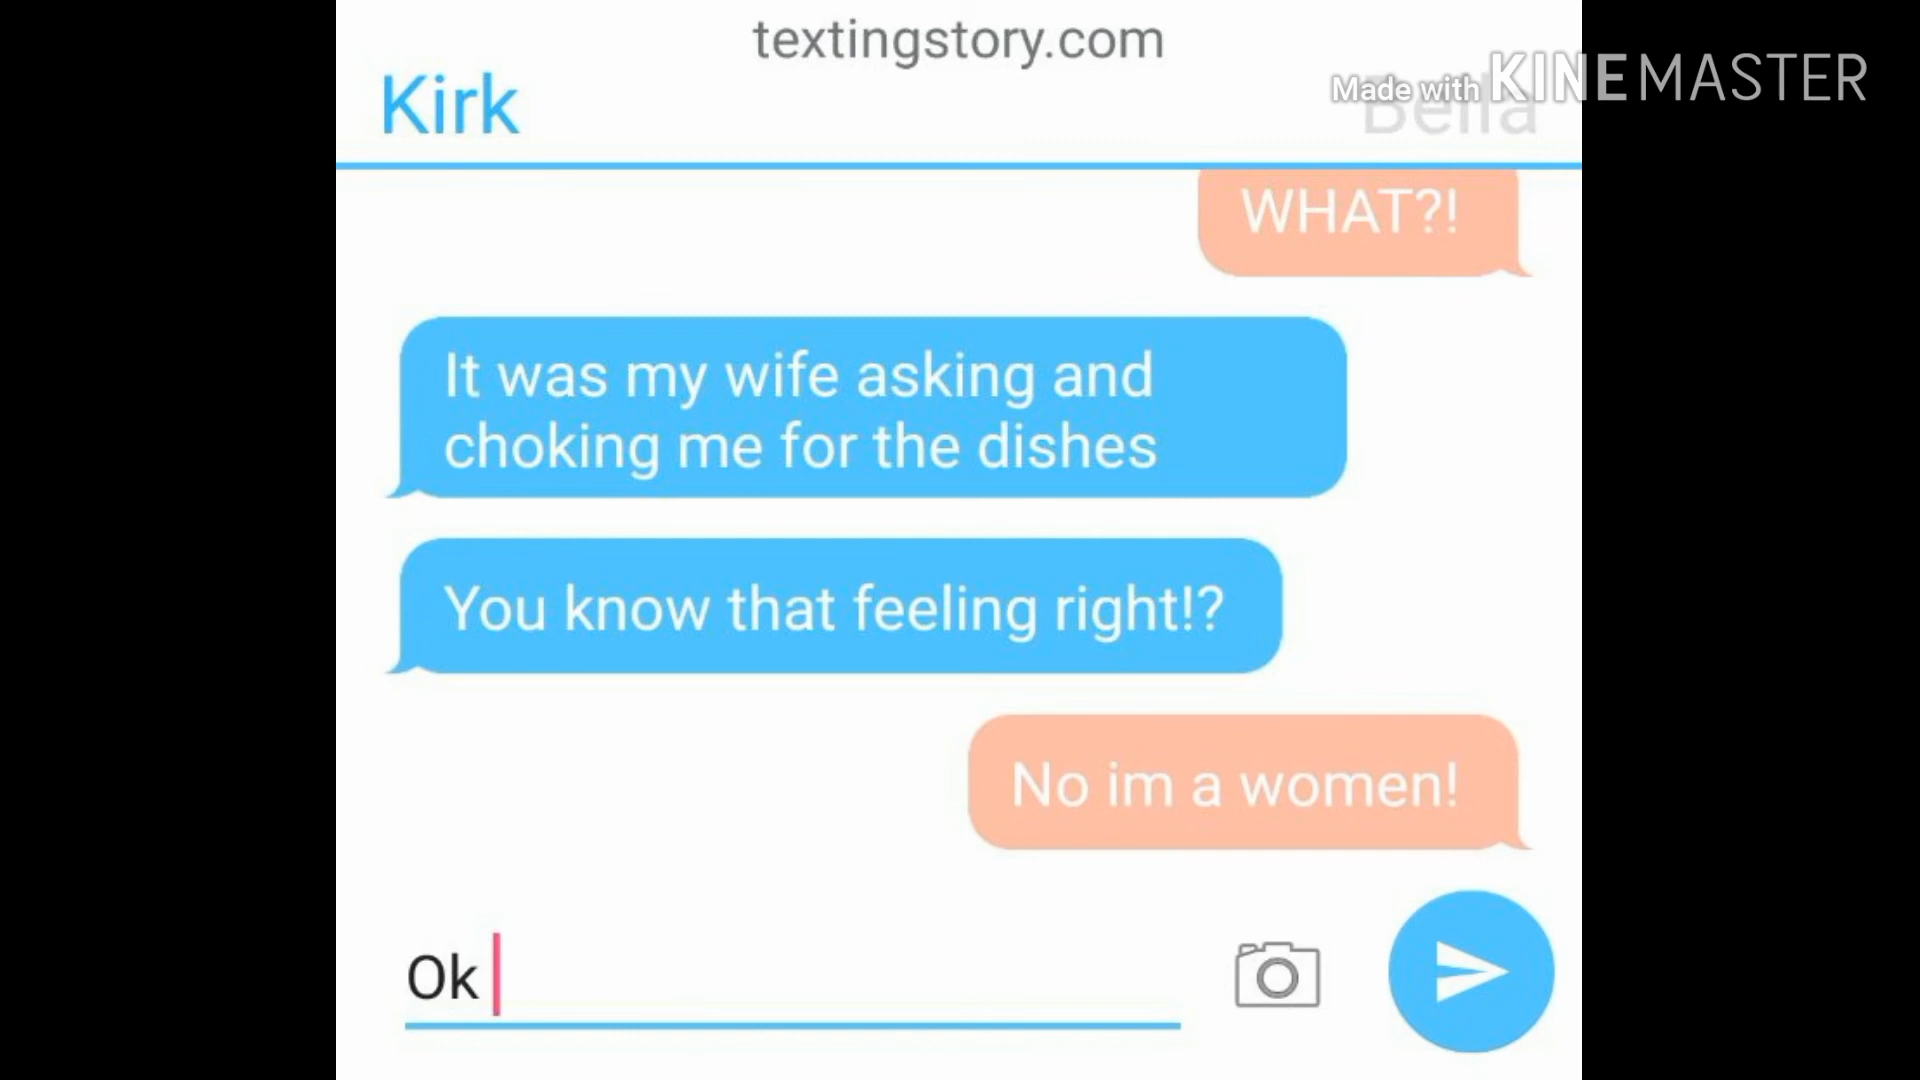 textingstory.com
Made with KINEMASTER
Kirk
Bella
WHAT?!
It was my wife asking and
choking me for the dishes
You know that feeling right!?
No im a women!
Ok